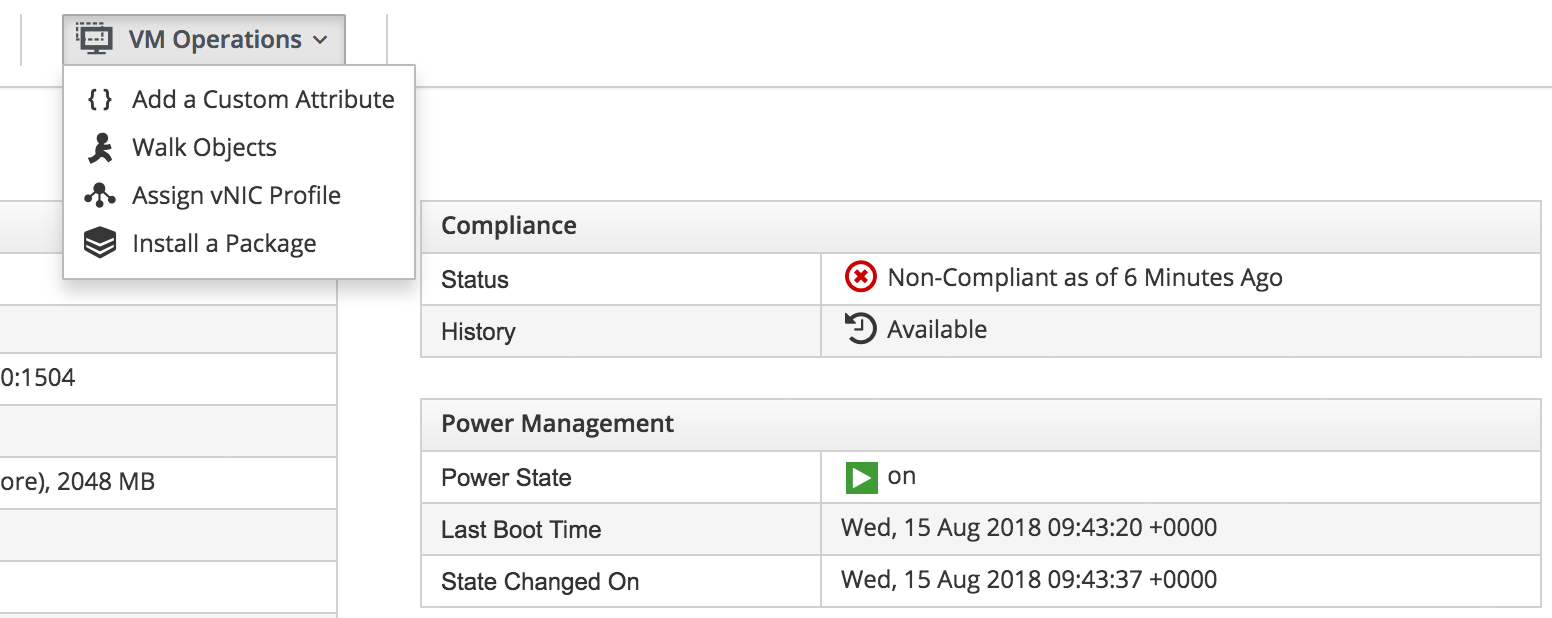 VM Operations
{ } Add a Custom Attribute
Walk Objects
Assign vNIC Profile
Install a Package
0:1504
ore), 2048 MB
Compliance
Status Non-Compliant as of 6 Minutes Ago
History Available
Power Management
Power State on
Last Boot Time Wed, 15 Aug 2018 09:43:20 +0000
State Changed On Wed, 15 Aug 2018 09:43:37 +0000